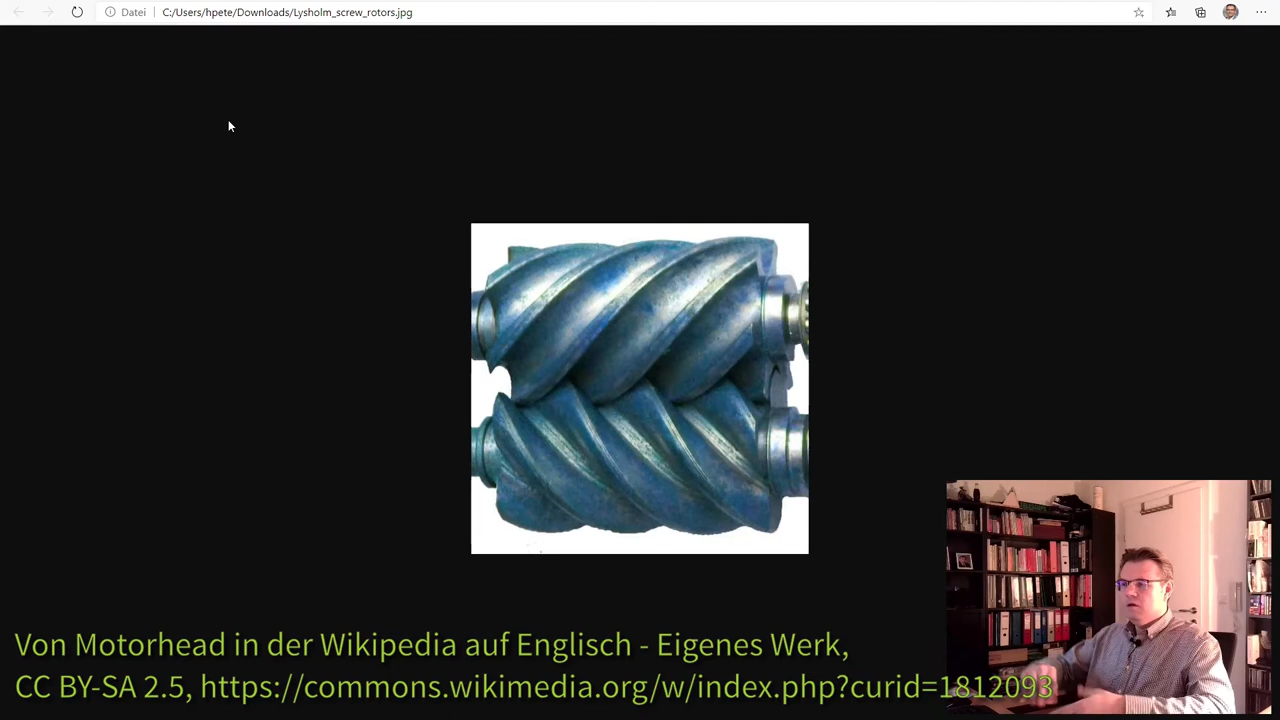 Datei
C:/Users/hpete/Downloads/Lysholm_screw_rotors.jpg
Von Motorhead in der Wikipedia auf Englisch - Eigenes Werk,
CC BY-SA 2.5, https://commons.wikimedia.org/w/index.php?curid=1812093